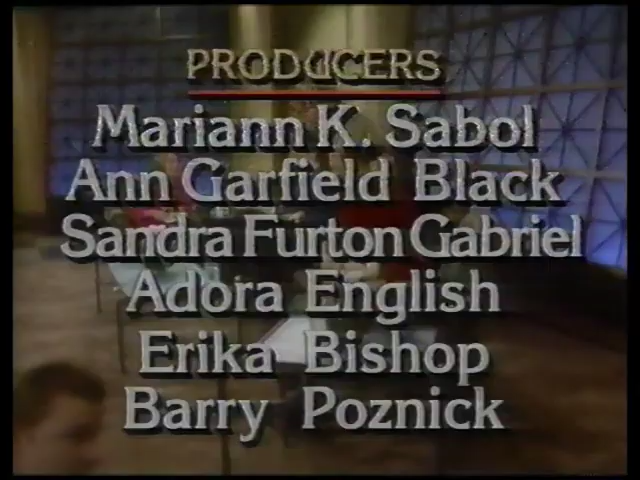 PRODUCERS
Mariann K. Sabol
Ann Garfield Black
Sandra Furton Gabriel
Adora English
Erika Bishop
Barry Poznick